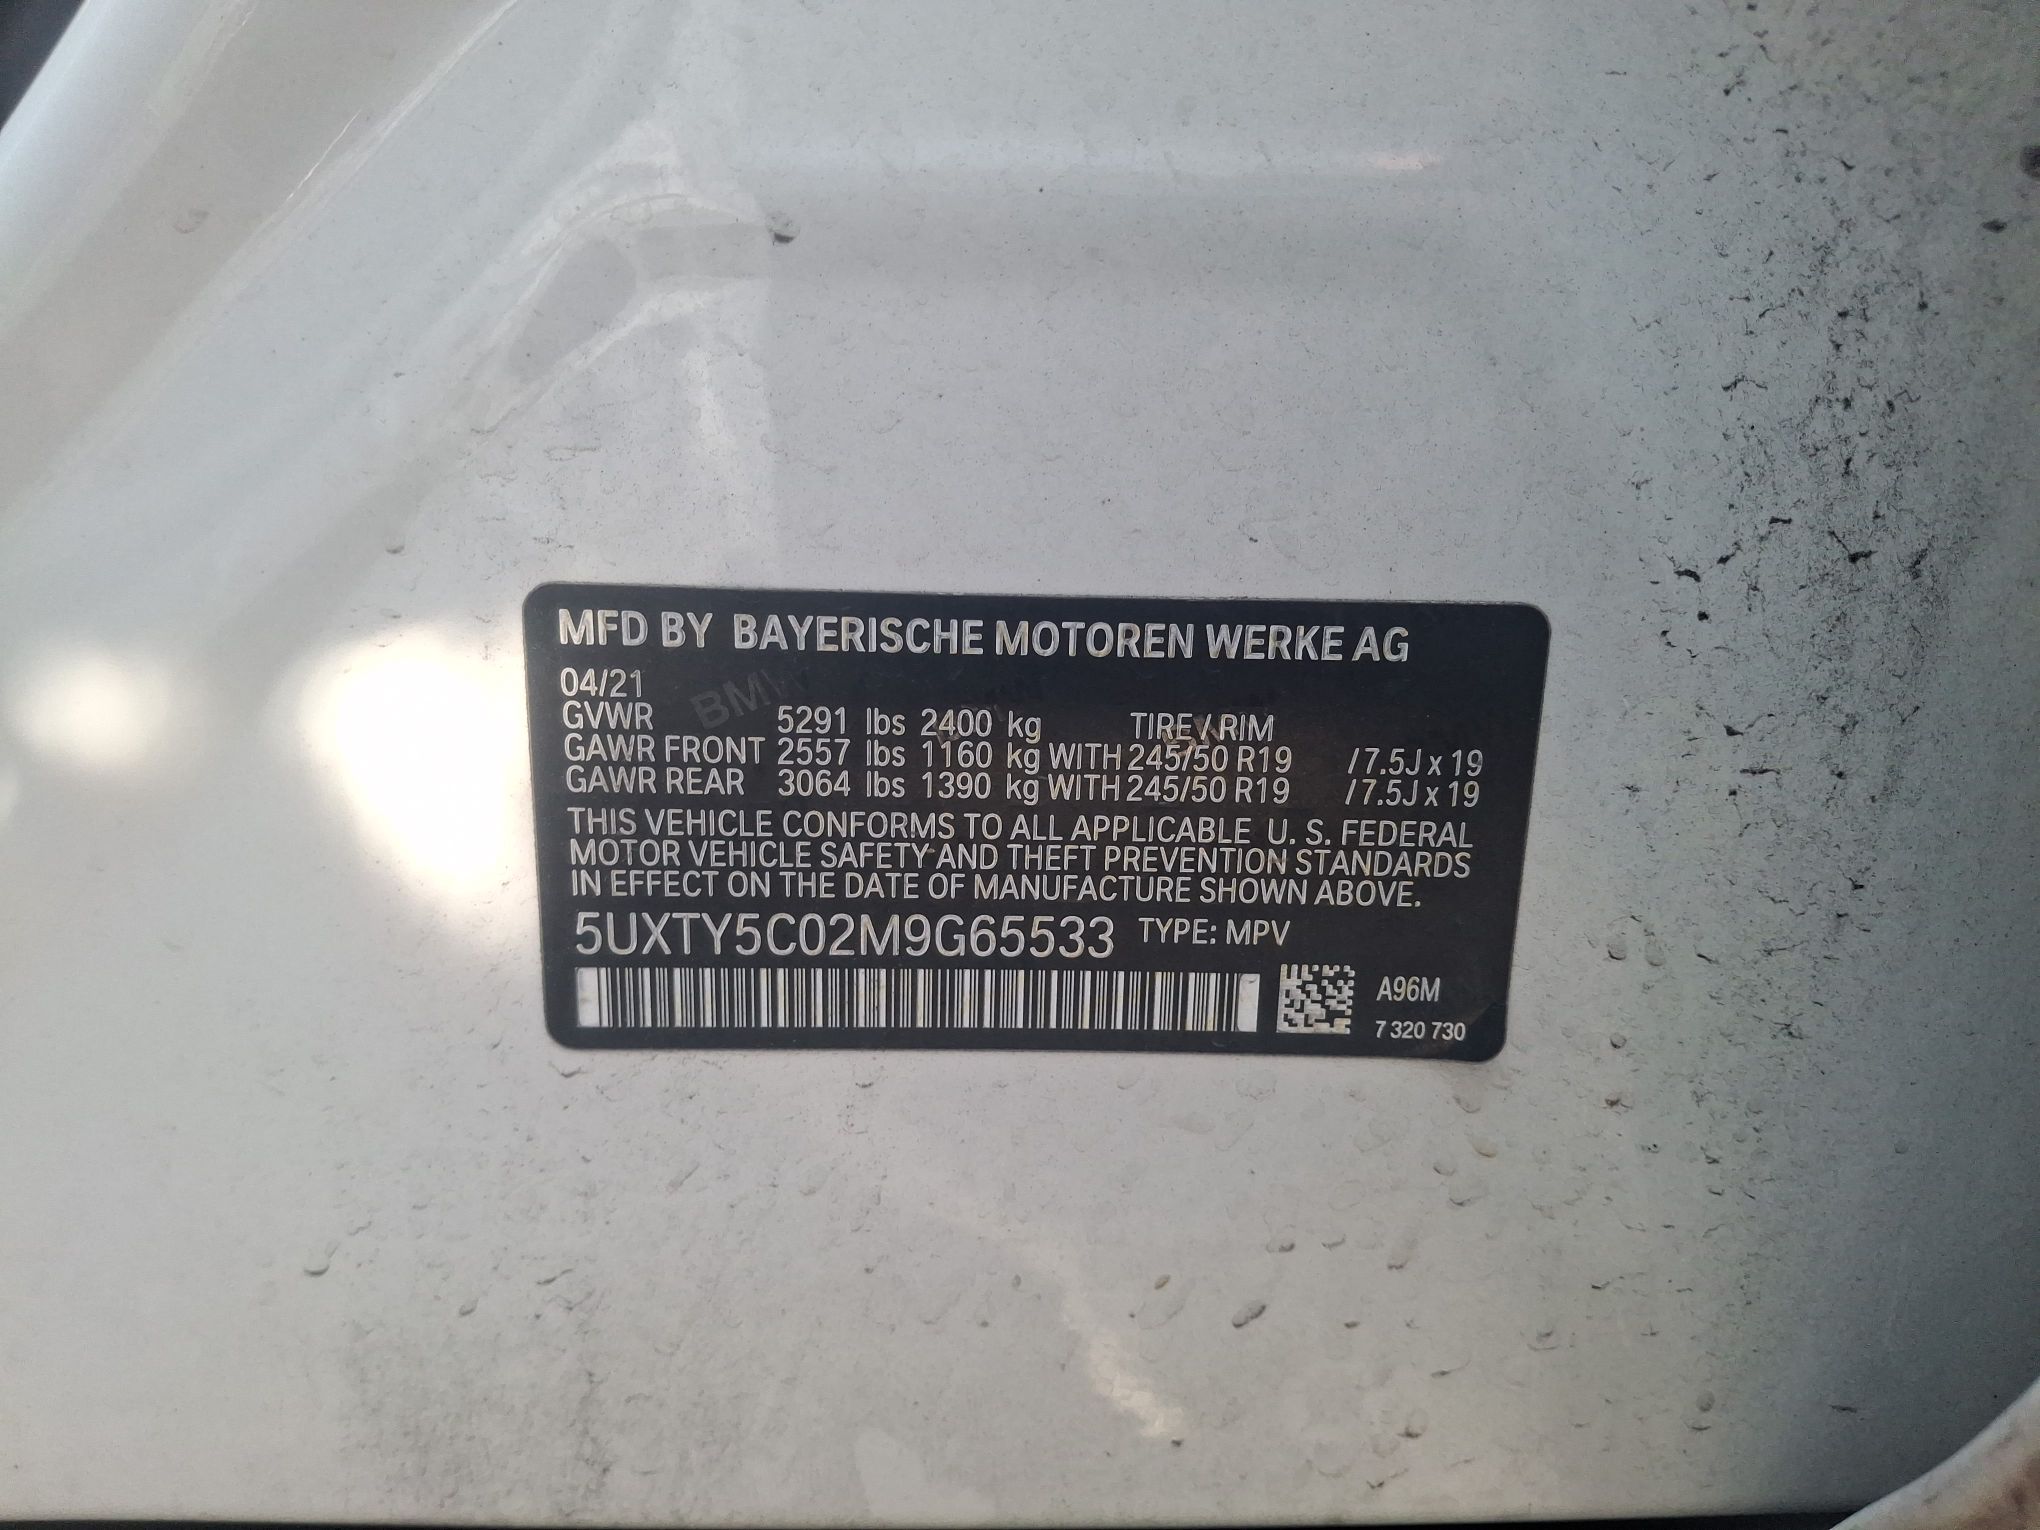 MFD BY BAYERISCHE MOTOREN WERKE AG
04/21
GVWR 5291 lbs 2400 kg TIRE / RIM
GAWR FRONT 2557 lbs 1160 kg WITH 245/50 R19 / 7.5J x 19
GAWR REAR 3064 lbs 1390 kg WITH 245/50 R19 / 7.5J x 19
THIS VEHICLE CONFORMS TO ALL APPLICABLE U. S. FEDERAL
MOTOR VEHICLE SAFETY AND THEFT PREVENTION STANDARDS
IN EFFECT ON THE DATE OF MANUFACTURE SHOWN ABOVE.
5UXTY5C02M9G65533 TYPE: MPV
A96M
7 320 730